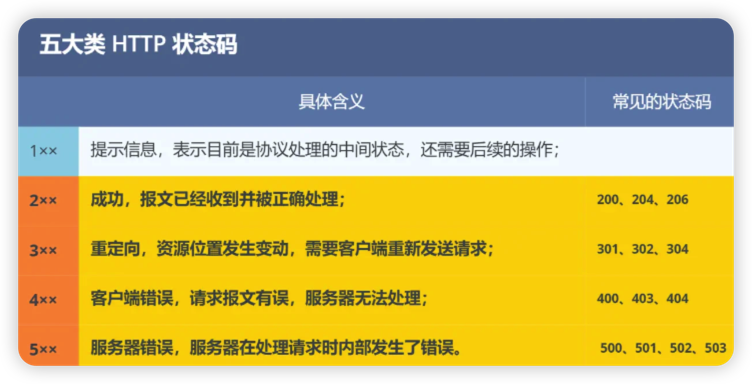 五大类 HTTP 状态码
具体含义 常见的状态码
1×× 提示信息，表示目前是协议处理的中间状态，还需要后续的操作；
2×× 成功，报文已经收到并被正确处理； 200、204、206
3×× 重定向，资源位置发生变动，需要客户端重新发送请求； 301、302、304
4×× 客户端错误，请求报文有误，服务器无法处理； 400、403、404
5×× 服务器错误，服务器在处理请求时内部发生了错误。 500、501、502、503